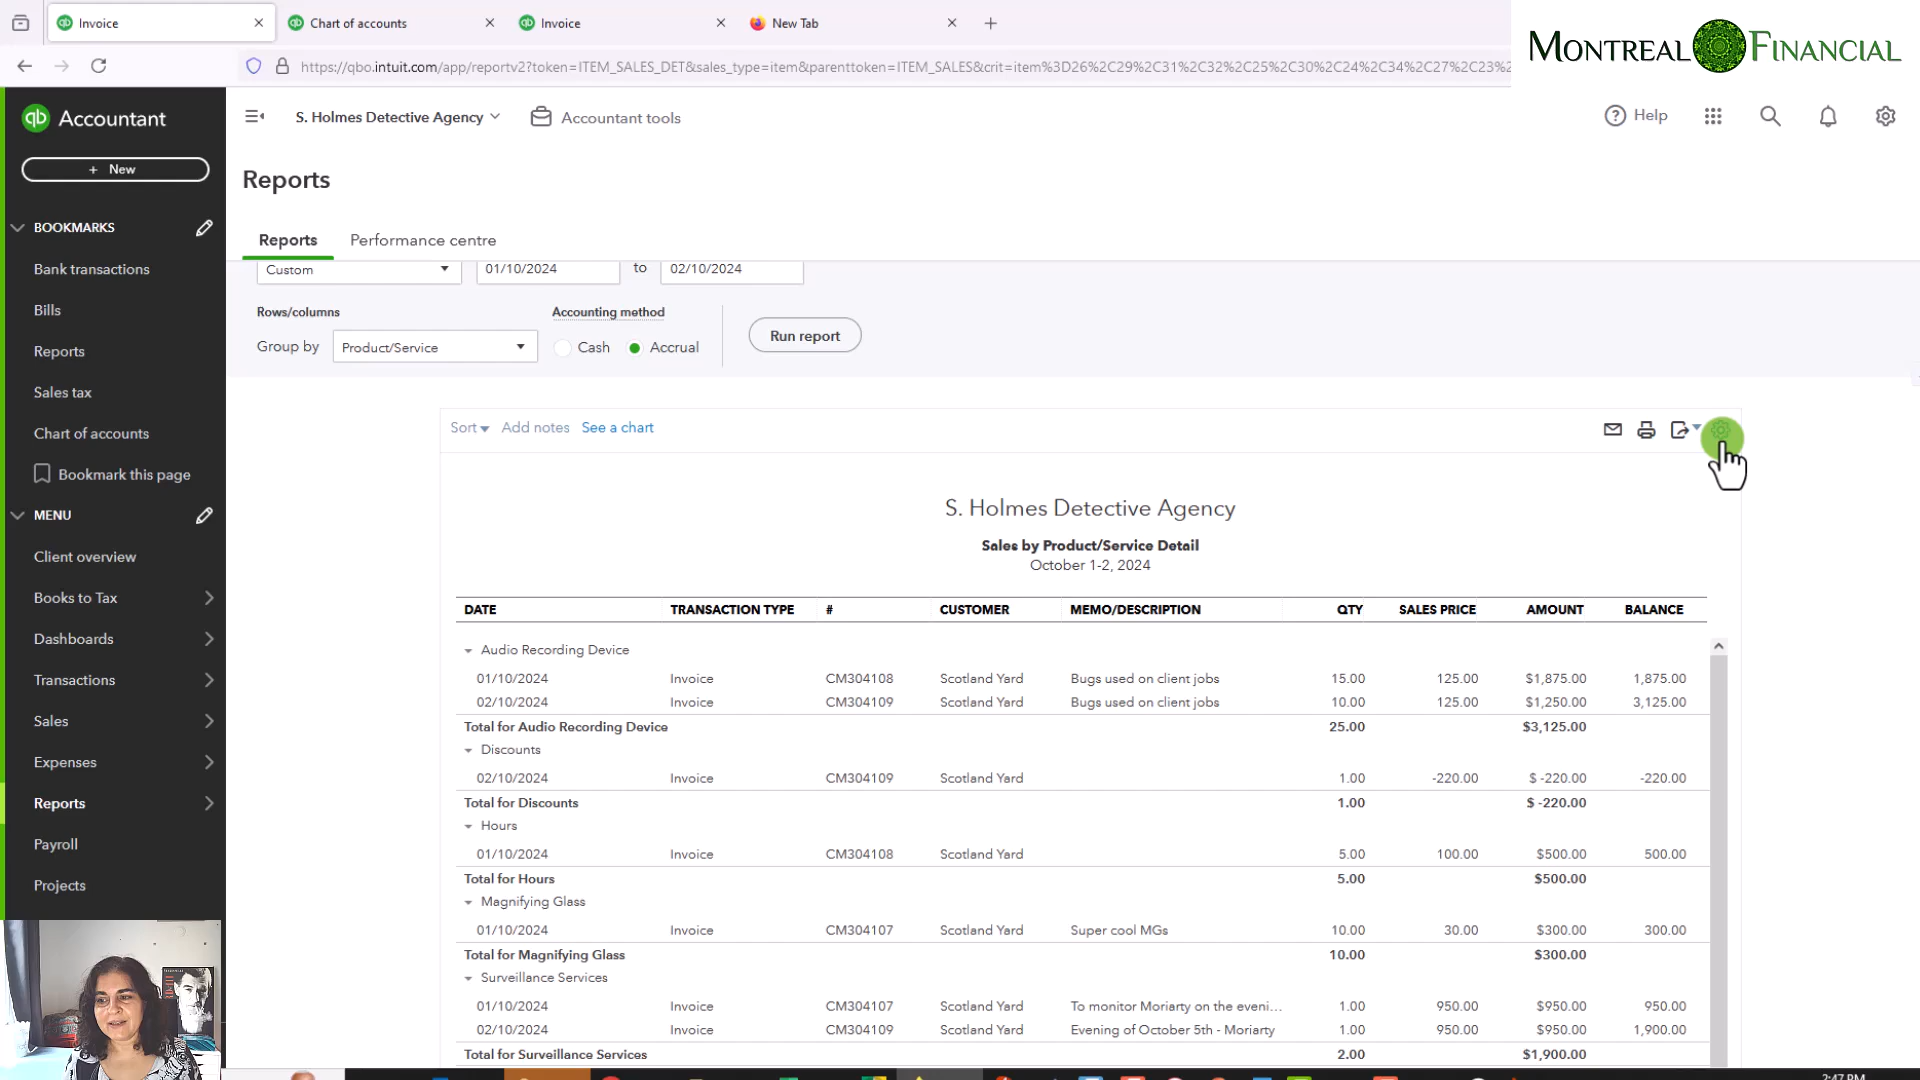 Invoice
Chart of accounts
Invoice
New Tab
MONTREAL FINANCIAL
https://qbo.intuit.com/app/reportv2?token=ITEM_SALES_DET&sales_type=item&parenttoken=ITEM_SALES&crit=item%3D26%2C29%2C31%2C32%2C25%2C30%2C24%2C34%2C27%2C23%2
qb Accountant
S. Holmes Detective Agency
Accountant tools
Help
+ New
Reports
Reports
Performance centre
BOOKMARKS
Bank transactions
Bills
Reports
Sales tax
Chart of accounts
Bookmark this page
MENU
Client overview
Books to Tax
Dashboards
Transactions
Sales
Expenses
Reports
Payroll
Projects
Custom 01/10/2024 to 02/10/2024
Rows/columns Accounting method
Group by Product/Service Cash Accrual Run report
Sort Add notes See a chart
S. Holmes Detective Agency
Sales by Product/Service Detail
October 1-2, 2024
DATE TRANSACTION TYPE # CUSTOMER MEMO/DESCRIPTION QTY SALES PRICE AMOUNT BALANCE
Audio Recording Device
01/10/2024 Invoice CM304108 Scotland Yard Bugs used on client jobs 15.00 125.00 $1,875.00 1,875.00
02/10/2024 Invoice CM304109 Scotland Yard Bugs used on client jobs 10.00 125.00 $1,250.00 3,125.00
Total for Audio Recording Device 25.00 $3,125.00
Discounts
02/10/2024 Invoice CM304109 Scotland Yard 1.00 -220.00 $ -220.00 -220.00
Total for Discounts 1.00 $ -220.00
Hours
01/10/2024 Invoice CM304108 Scotland Yard 5.00 100.00 $500.00 500.00
Total for Hours 5.00 $500.00
Magnifying Glass
01/10/2024 Invoice CM304107 Scotland Yard Super cool MGs 10.00 30.00 $300.00 300.00
Total for Magnifying Glass 10.00 $300.00
Surveillance Services
01/10/2024 Invoice CM304107 Scotland Yard To monitor Moriarty on the eveni... 1.00 950.00 $950.00 950.00
02/10/2024 Invoice CM304109 Scotland Yard Evening of October 5th - Moriarty 1.00 950.00 $950.00 1,900.00
Total for Surveillance Services 2.00 $1,900.00
2:47 PM